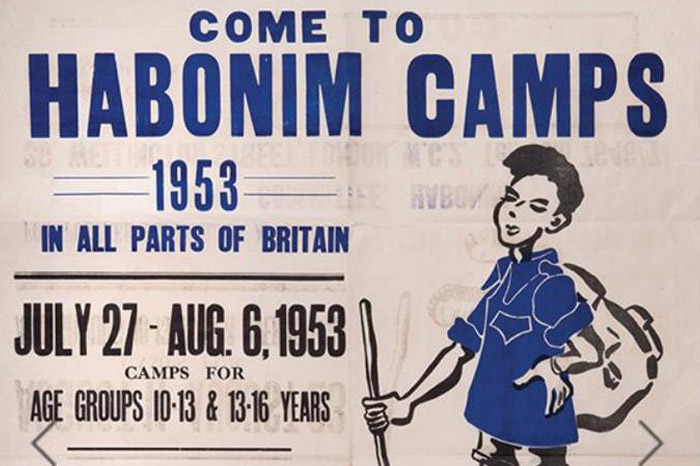 COME TO
HABONIM CAMPS
1953
IN ALL PARTS OF BRITAIN
JULY 27 - AUG. 6, 1953
CAMPS FOR
AGE GROUPS 10-13 & 13-16 YEARS